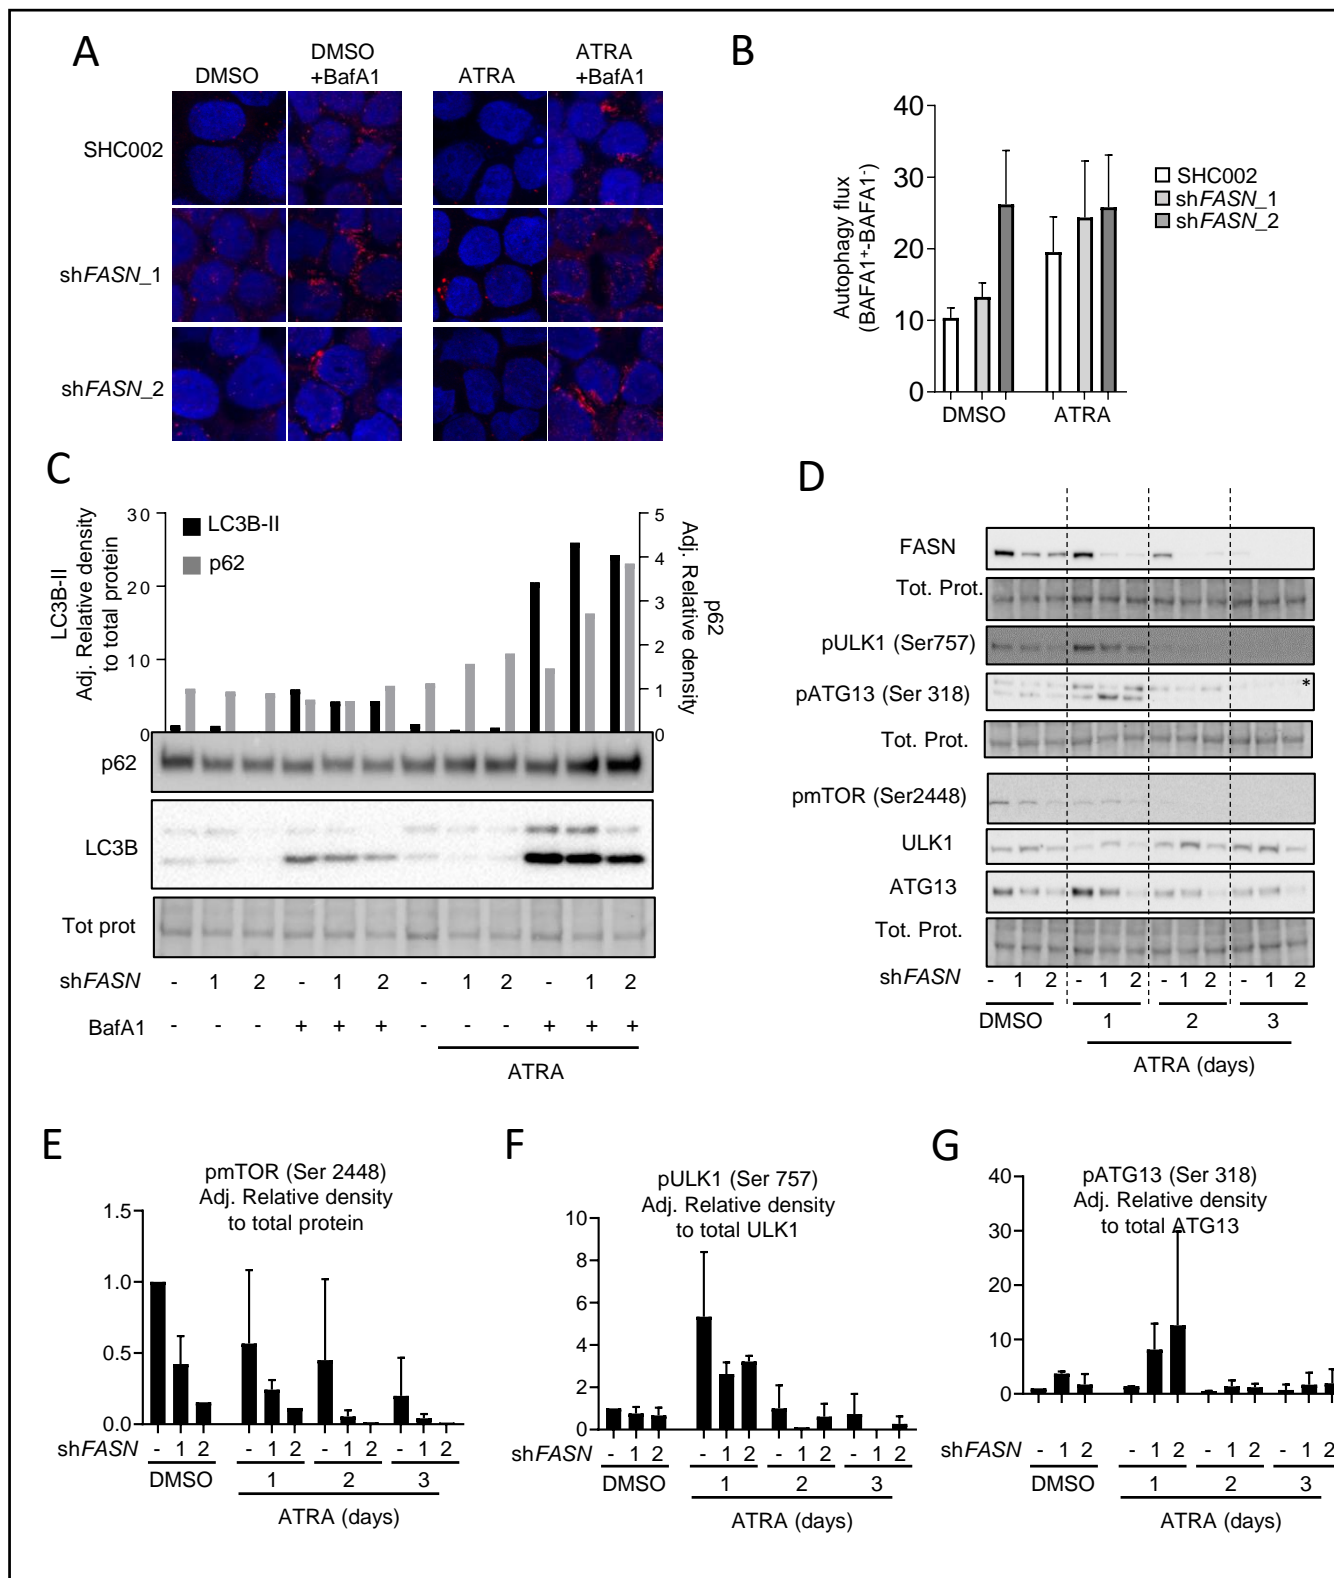 A
DMSO
DMSO
+BafA1
ATRA
ATRA
+BafA1
SHC002
shFASN_1
shFASN_2
B
Autophagy flux
(BAFA1+-BAFA1-)
40
30
20
10
0
DMSO
ATRA
SHC002
shFASN_1
shFASN_2
C
LC3B-II
Adj. Relative density
to total protein
30
20
10
0
LC3B-II
p62
5
4
3
2
1
0
p62
Adj. Relative density
p62
LC3B
Tot prot
shFASN - 1 2 - 1 2 - 1 2 - 1 2
BafA1 - - - + + + - - - + + +
ATRA
D
FASN
Tot. Prot.
pULK1 (Ser757)
pATG13 (Ser 318)
*
Tot. Prot.
pmTOR (Ser2448)
ULK1
ATG13
Tot. Prot.
shFASN - 1 2 - 1 2 - 1 2 - 1 2
DMSO 1 2 3
ATRA (days)
E
pmTOR (Ser 2448)
Adj. Relative density
to total protein
1.5
1.0
0.5
0.0
shFASN - 1 2 - 1 2 - 1 2 - 1 2
DMSO 1 2 3
ATRA (days)
F
pULK1 (Ser 757)
Adj. Relative density
to total ULK1
10
8
6
4
2
0
shFASN - 1 2 - 1 2 - 1 2 - 1 2
DMSO 1 2 3
ATRA (days)
G
pATG13 (Ser 318)
Adj. Relative density
to total ATG13
40
30
20
10
0
shFASN - 1 2 - 1 2 - 1 2 - 1 2
DMSO 1 2 3
ATRA (days)